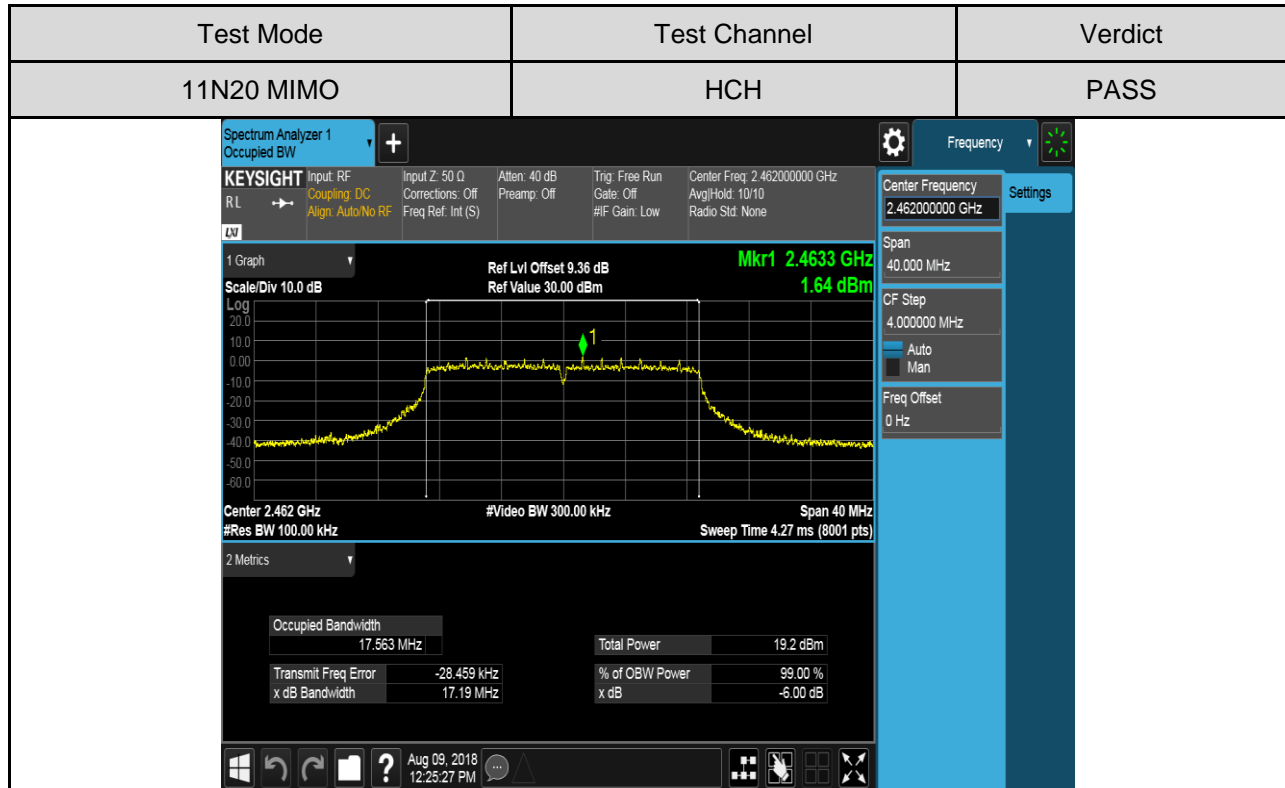 Test Mode Test Channel Verdict
11N20 MIMO HCH PASS
Spectrum Analyzer 1
Occupied BW
+
Frequency
KEYSIGHT Input: RF Input Z: 50 Ω Atten: 40 dB Trig: Free Run Center Freq: 2.462000000 GHz
RL Coupling: DC Corrections: Off Preamp: Off Gate: Off Avg|Hold: 10/10
Align: Auto/No RF Freq Ref: Int (S) #IF Gain: Low Radio Std: None
LXI
Center Frequency
2.462000000 GHz
Settings
Span
40.000 MHz
CF Step
4.000000 MHz
Auto
Man
Freq Offset
0 Hz
1 Graph
Ref Lvl Offset 9.36 dB
Mkr1 2.4633 GHz
Scale/Div 10.0 dB
Ref Value 30.00 dBm
1.64 dBm
Log
20.0
10.0
1
0.00
-10.0
-20.0
-30.0
-40.0
-50.0
-60.0
Center 2.462 GHz #Video BW 300.00 kHz Span 40 MHz
#Res BW 100.00 kHz Sweep Time 4.27 ms (8001 pts)
2 Metrics
Occupied Bandwidth
17.563 MHz
Total Power 19.2 dBm
Transmit Freq Error -28.459 kHz % of OBW Power 99.00 %
x dB Bandwidth 17.19 MHz x dB -6.00 dB
?
Aug 09, 2018
12:25:27 PM